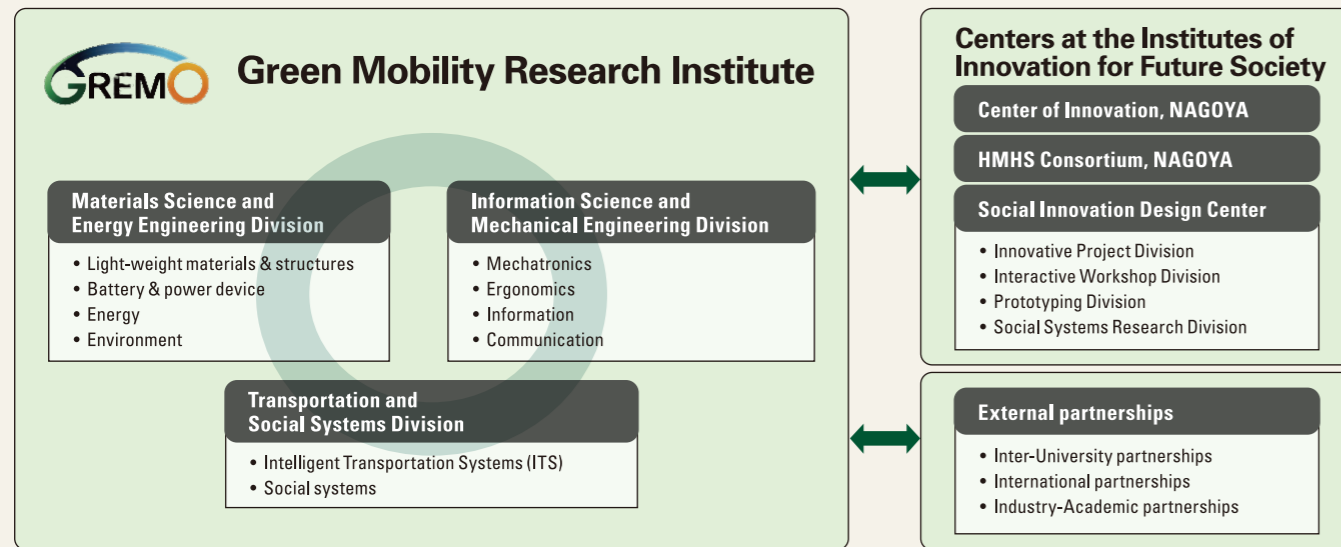 GREMO
Green Mobility Research Institute
Materials Science and
Energy Engineering Division
• Light-weight materials & structures
• Battery & power device
• Energy
• Environment
Information Science and
Mechanical Engineering Division
• Mechatronics
• Ergonomics
• Information
• Communication
Transportation and
Social Systems Division
• Intelligent Transportation Systems (ITS)
• Social systems
Centers at the Institutes of
Innovation for Future Society
Center of Innovation, NAGOYA
HMHS Consortium, NAGOYA
Social Innovation Design Center
• Innovative Project Division
• Interactive Workshop Division
• Prototyping Division
• Social Systems Research Division
External partnerships
• Inter-University partnerships
• International partnerships
• Industry-Academic partnerships